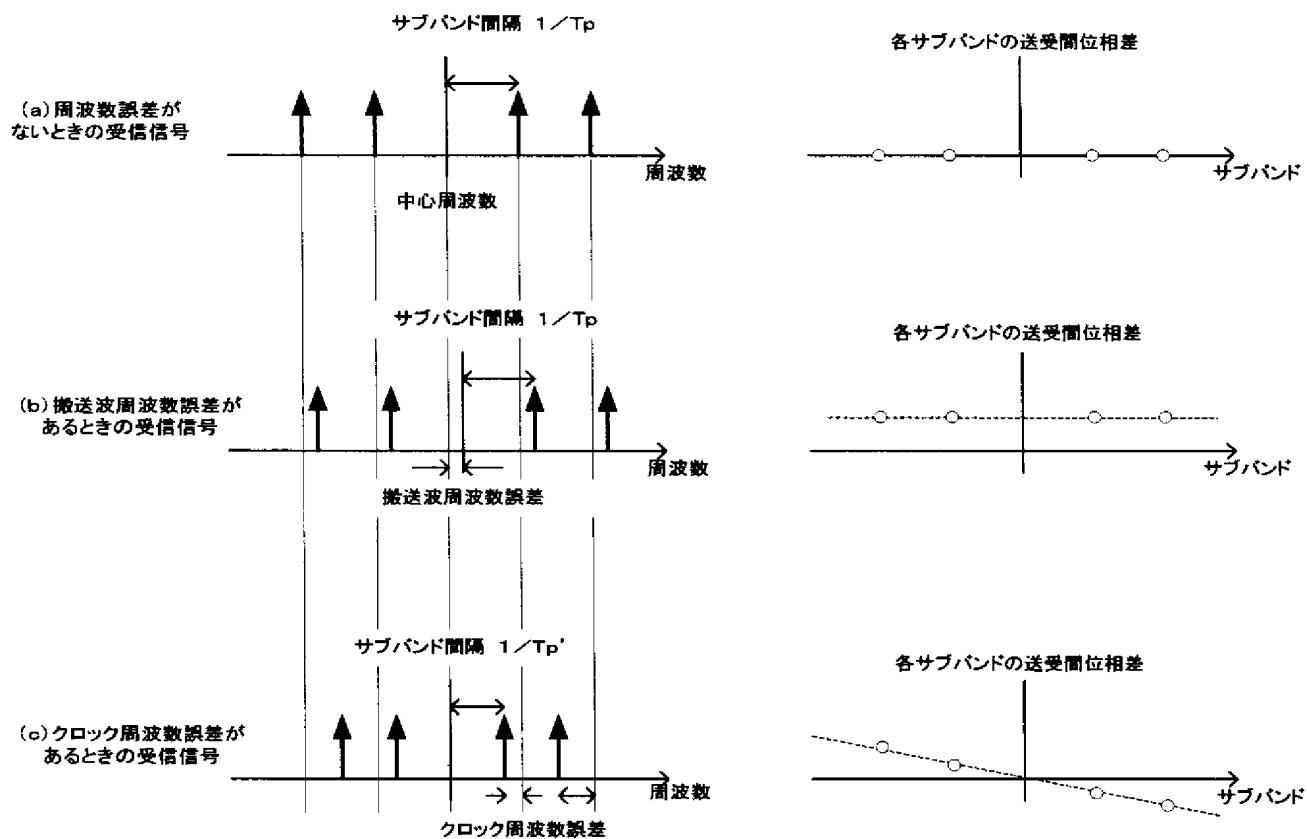 サブバンド間隔 1/Tp
各サブバンドの送受間位相差
(a)周波数誤差が
ないときの受信信号
周波数
サブバンド
中心周波数
サブバンド間隔 1/Tp
各サブバンドの送受間位相差
(b)搬送波周波数誤差が
あるときの受信信号
周波数
サブバンド
搬送波周波数誤差
サブバンド間隔 1/Tp'
各サブバンドの送受間位相差
(c)クロック周波数誤差が
あるときの受信信号
周波数
サブバンド
クロック周波数誤差